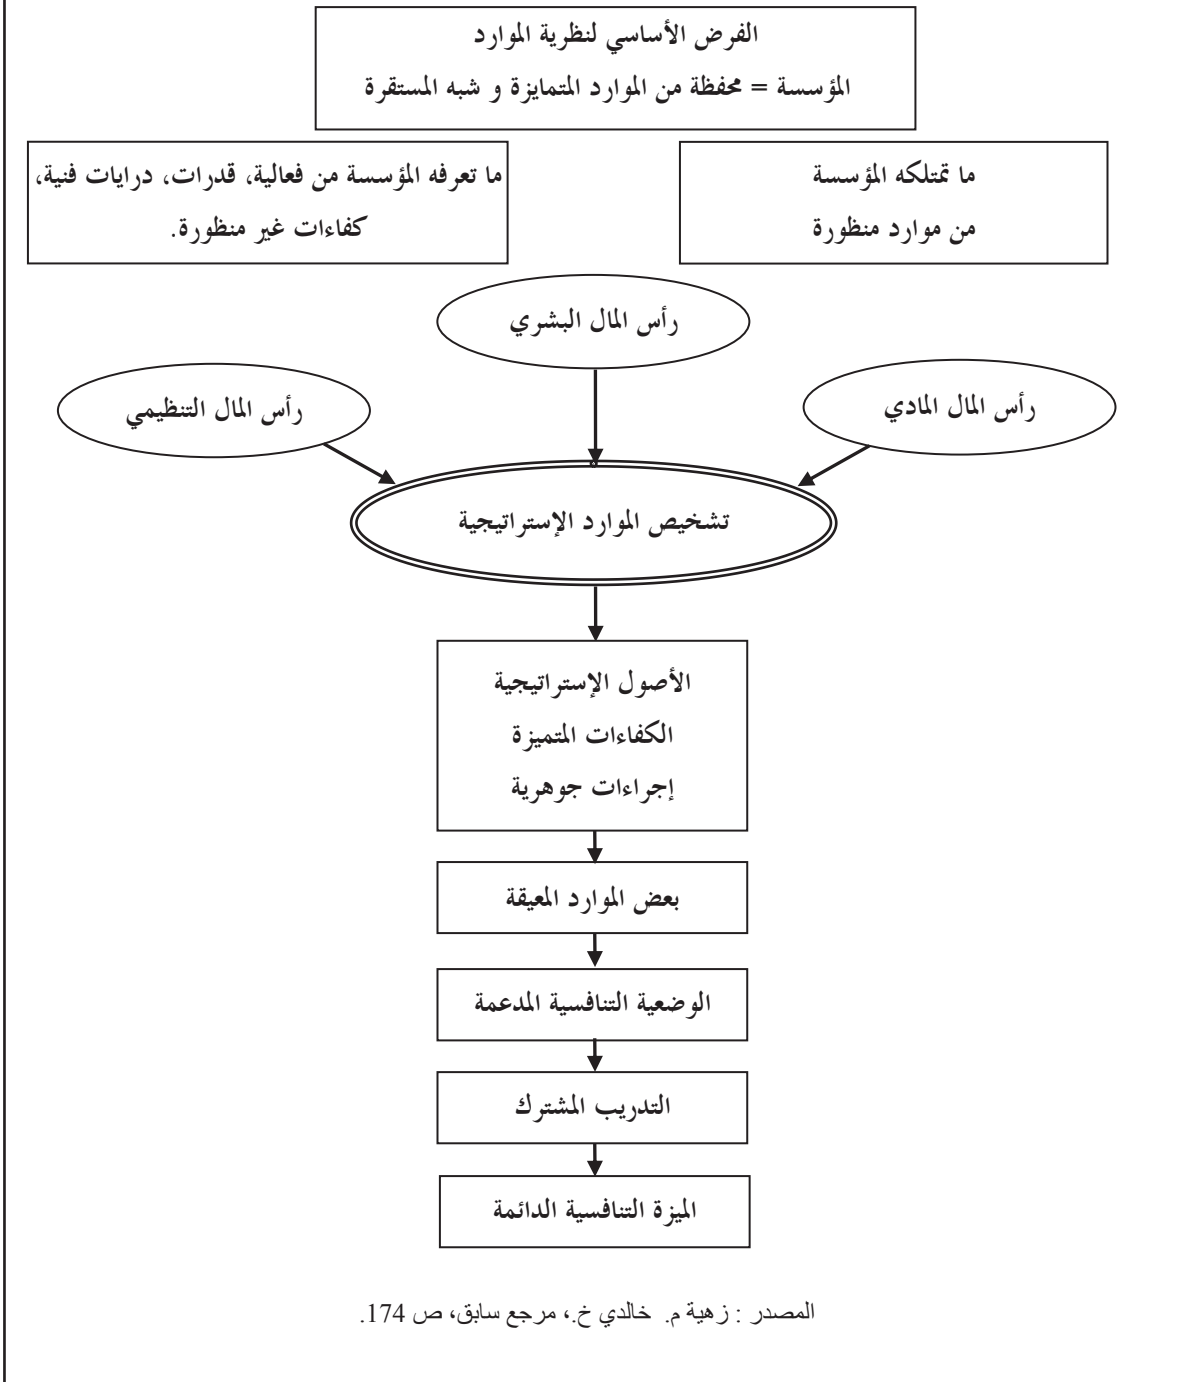 الفرض الأساسي لنظرية الموارد
المؤسسة = محفظة من الموارد المتمايزة و شبه المستقرة
ما تمتلكه المؤسسة
من موارد منظورة
ما تعرفه المؤسسة من فعالية، قدرات، درايات فنية،
كفاءات غير منظورة.
رأس المال البشري
رأس المال المادي
رأس المال التنظيمي
تشخيص الموارد الإستراتيجية
الأصول الإستراتيجية
الكفاءات المتميزة
إجراءات جوهرية
بعض الموارد المعيقة
الوضعية التنافسية المدعمة
التدريب المشترك
الميزة التنافسية الدائمة
المصدر : زهية م. خالدي خ.، مرجع سابق، ص 174.